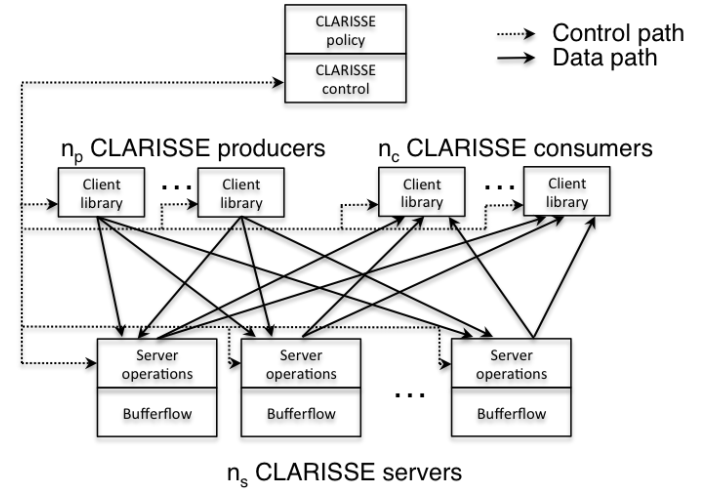 CLARISSE
policy
CLARISSE
control
Control path
Data path
np CLARISSE producers
nc CLARISSE consumers
Client
library
...
Client
library
Client
library
...
Client
library
Server
operations
Bufferflow
Server
operations
Bufferflow
...
Server
operations
Bufferflow
ns CLARISSE servers